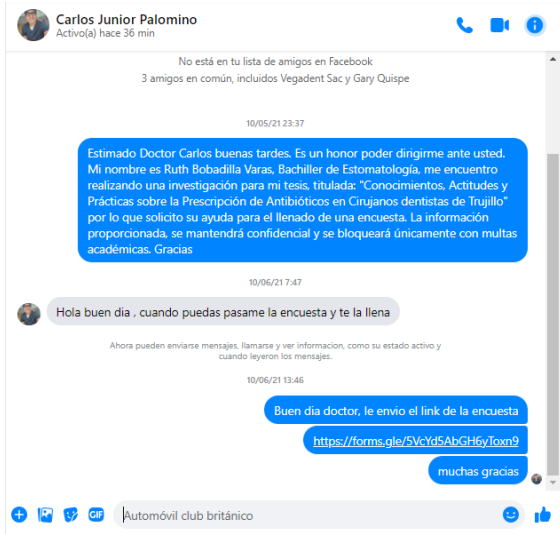 Carlos Junior Palomino
Activo(a) hace 36 min
No está en tu lista de amigos en Facebook
3 amigos en común, incluidos Vegadent Sac y Gary Quispe
10/05/21 23:37
Estimado Doctor Carlos buenas tardes. Es un honor poder dirigirme ante usted.
Mi nombre es Ruth Bobadilla Varas, Bachiller de Estomatología, me encuentro
realizando una investigación para mi tesis, titulada: "Conocimientos, Actitudes y
Prácticas sobre la Prescripción de Antibióticos en Cirujanos dentistas de Trujillo"
por lo que solicito su ayuda para el llenado de una encuesta. La información
proporcionada, se mantendrá confidencial y se bloqueará únicamente con multas
académicas. Gracias
10/06/21 7:47
Hola buen dia , cuando puedas pasame la encuesta y te la llena
Ahora pueden enviarse mensajes, llamarse y ver informacion, como su estado activo y
cuando leyeron los mensajes.
10/06/21 13:46
Buen dia doctor, le envio el link de la encuesta
https://forms.gle/5VcYd5AbGH6yToxn9
muchas gracias
GIF
Automóvil club británico